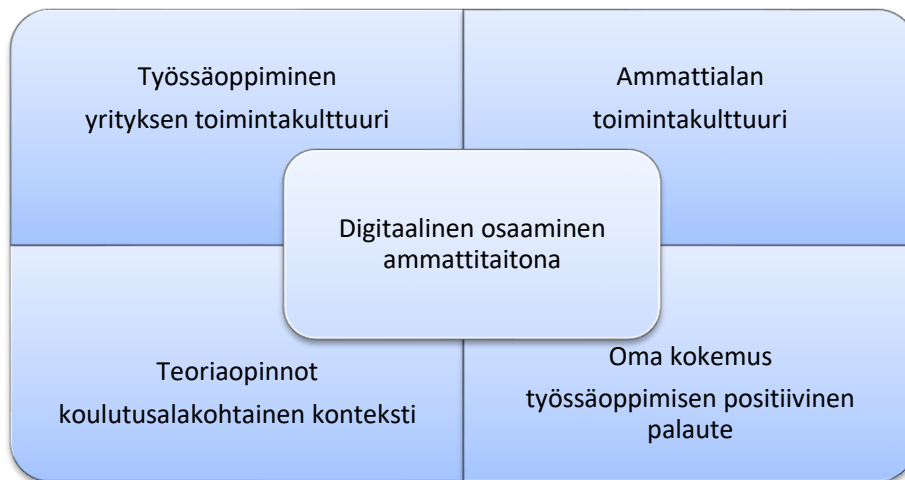 Työssäoppiminen
yrityksen toimintakulttuuri
Ammattialan
toimintakulttuuri
Digitaalinen osaaminen
ammattitaitona
Teoriaopinnot
koulutusalakohtainen konteksti
Oma kokemus
työssäoppimisen positiivinen
palaute